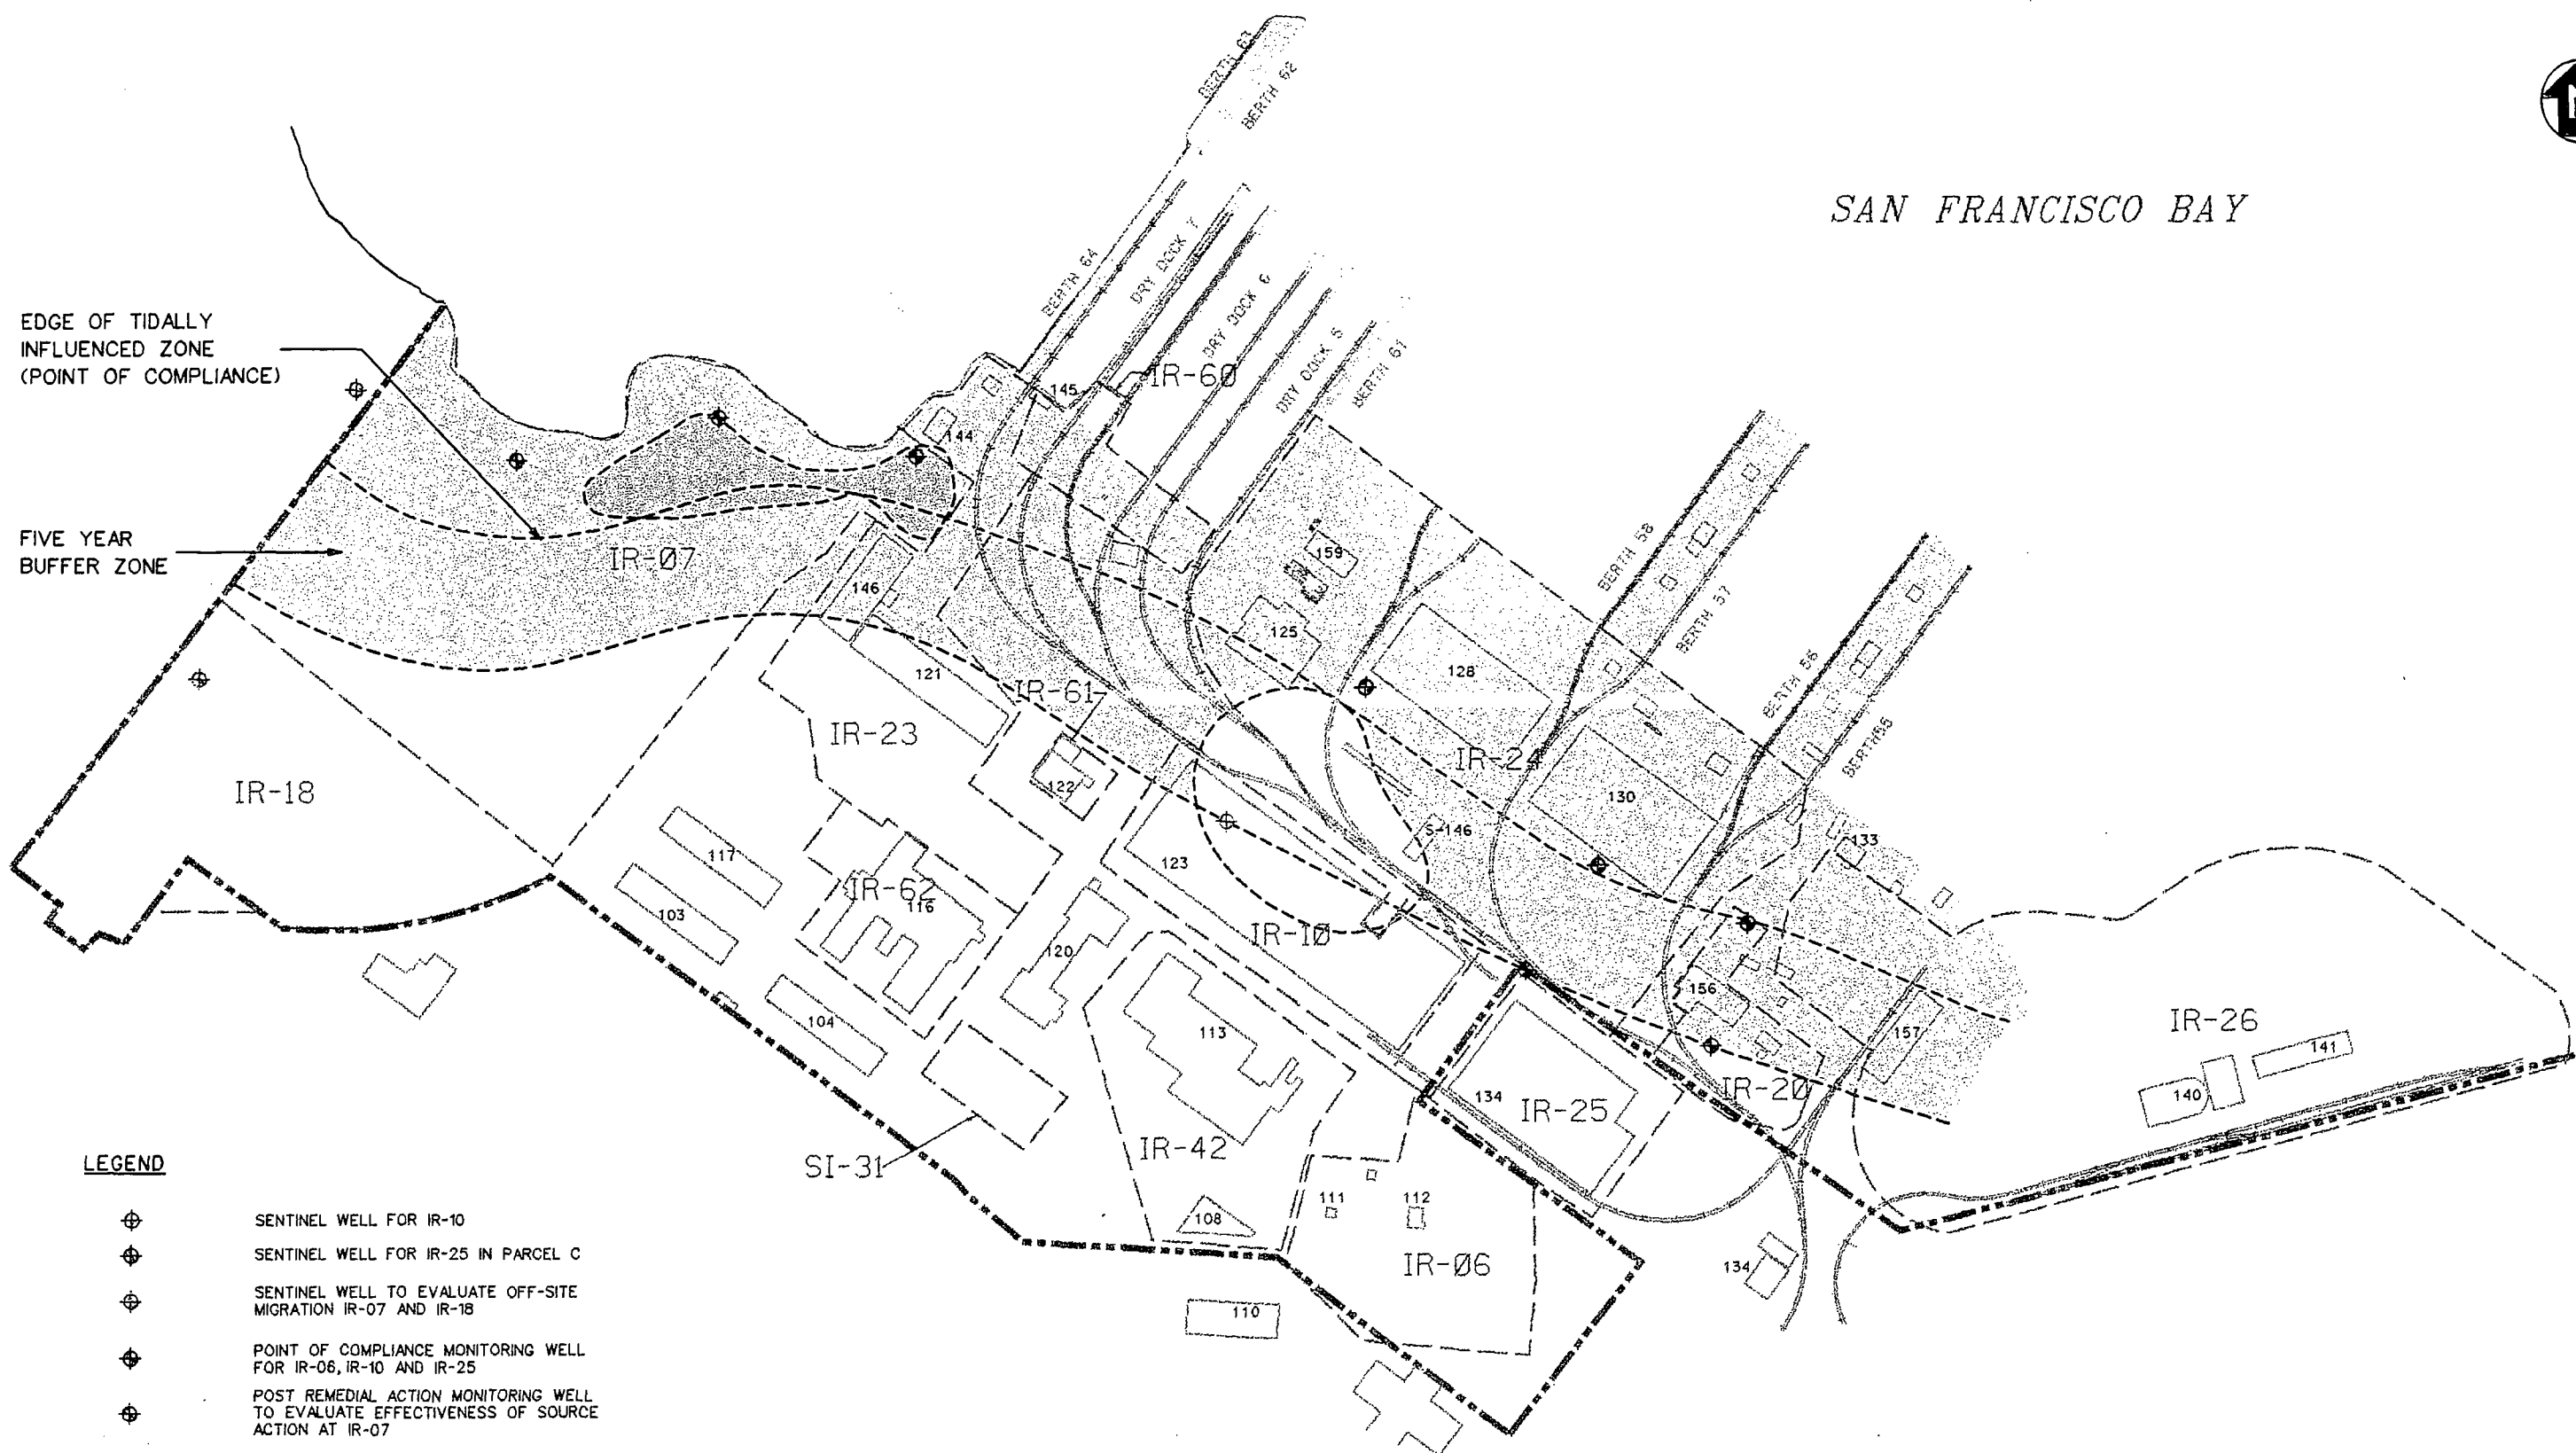 SAN FRANCISCO BAY
BERTH 63
BERTH 62
BERTH 64
DRY DOCK 7
DRY DOCK 6
DRY DOCK 5
BERTH 61
EDGE OF TIDALLY
INFLUENCED ZONE
(POINT OF COMPLIANCE)
FIVE YEAR
BUFFER ZONE
IR-60
145
144
IR-07
146
159
125
128
BERTH 58
BERTH 57
BERTH 56
BERTH 55
121
IR-61
IR-23
122
IR-24
130
S-146
133
IR-18
117
103
IR-62
116
123
IR-10
120
104
113
156
157
IR-20
134
IR-25
IR-26
141
140
SI-31
IR-42
108
111
112
IR-06
110
134
LEGEND
SENTINEL WELL FOR IR-10
SENTINEL WELL FOR IR-25 IN PARCEL C
SENTINEL WELL TO EVALUATE OFF-SITE
MIGRATION IR-07 AND IR-18
POINT OF COMPLIANCE MONITORING WELL
FOR IR-06, IR-10 AND IR-25
POST REMEDIAL ACTION MONITORING WELL
TO EVALUATE EFFECTIVENESS OF SOURCE
ACTION AT IR-07